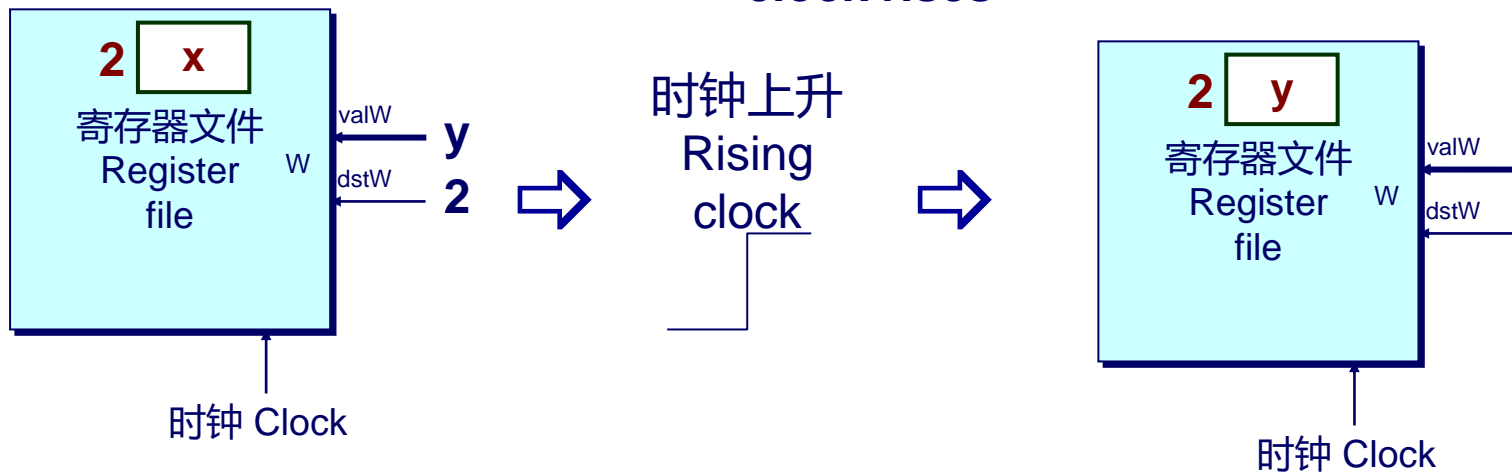 2 x
寄存器文件
Register
file
W
valW
dstW
y
2
时钟 Clock
时钟上升
Rising
clock
2 y
寄存器文件
Register
file
W
valW
dstW
时钟 Clock